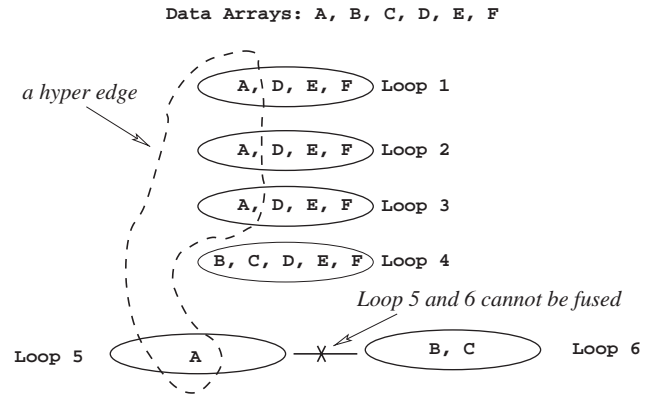 Data Arrays: A, B, C, D, E, F
a hyper edge
A, D, E, F Loop 1
A, D, E, F Loop 2
A, D, E, F Loop 3
B, C, D, E, F Loop 4
Loop 5 and 6 cannot be fused
Loop 5 A B, C Loop 6